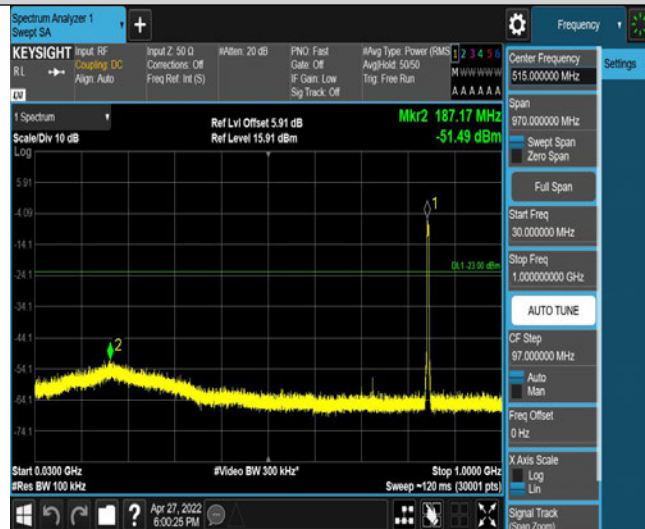 Spectrum Analyzer 1
Swept SA
+
Frequency
KEYSIGHT
RL
LXI
Input: RF
Coupling: DC
Align: Auto
Input Z: 50 Ω
Corrections: Off
Freq Ref: Int (S)
#Atten: 20 dB
PNO: Fast
Gate: Off
IF Gain: Low
Sig Track: Off
#Avg Type: Power (RMS
Avg|Hold: 50/50
Trig: Free Run
1 2 3 4 5 6
M W W W W W
A A A A A A
Settings
Center Frequency
515.000000 MHz
Span
970.000000 MHz
Swept Span
Zero Span
Full Span
Start Freq
30.000000 MHz
Stop Freq
1.000000000 GHz
AUTO TUNE
CF Step
97.000000 MHz
Auto
Man
Freq Offset
0 Hz
X Axis Scale
Log
Lin
Signal Track
(Span Zoom)
1 Spectrum
Scale/Div 10 dB
Log
Ref Lvl Offset 5.91 dB
Ref Level 15.91 dBm
Mkr2 187.17 MHz
-51.49 dBm
5.91
-4.09
-14.1
-24.1
-34.1
-44.1
-54.1
-64.1
-74.1
1
DL1 -23.00 dBm
2
Start 0.0300 GHz
#Res BW 100 kHz
#Video BW 300 kHz*
Stop 1.0000 GHz
Sweep ~120 ms (30001 pts)
?
Apr 27, 2022
6:00:25 PM